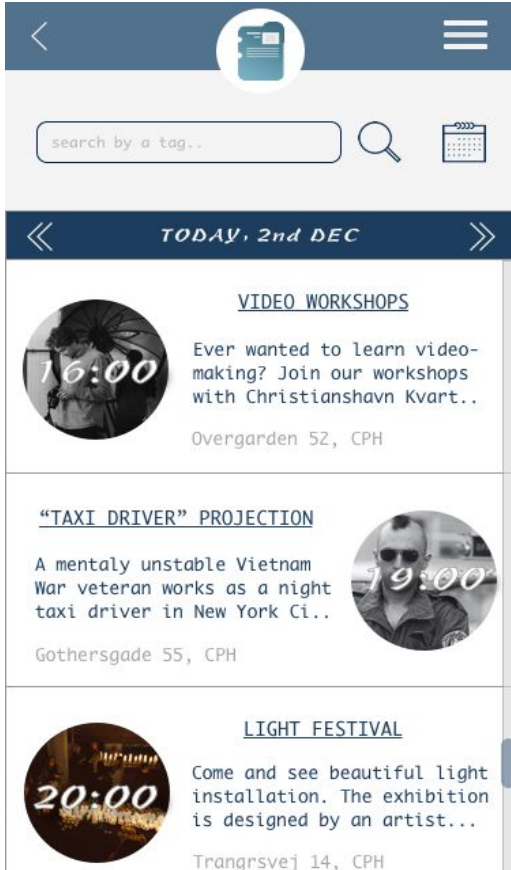 search by a tag..
TODAY, 2nd DEC
16:00
VIDEO WORKSHOPS
Ever wanted to learn video-
making? Join our workshops
with Christianshavn Kvart..
Overgarden 52, CPH
“TAXI DRIVER” PROJECTION
A mentaly unstable Vietnam
War veteran works as a night
taxi driver in New York Ci..
Gothersgade 55, CPH
19:00
20:00
LIGHT FESTIVAL
Come and see beautiful light
installation. The exhibition
is designed by an artist...
Trangrsvej 14, CPH